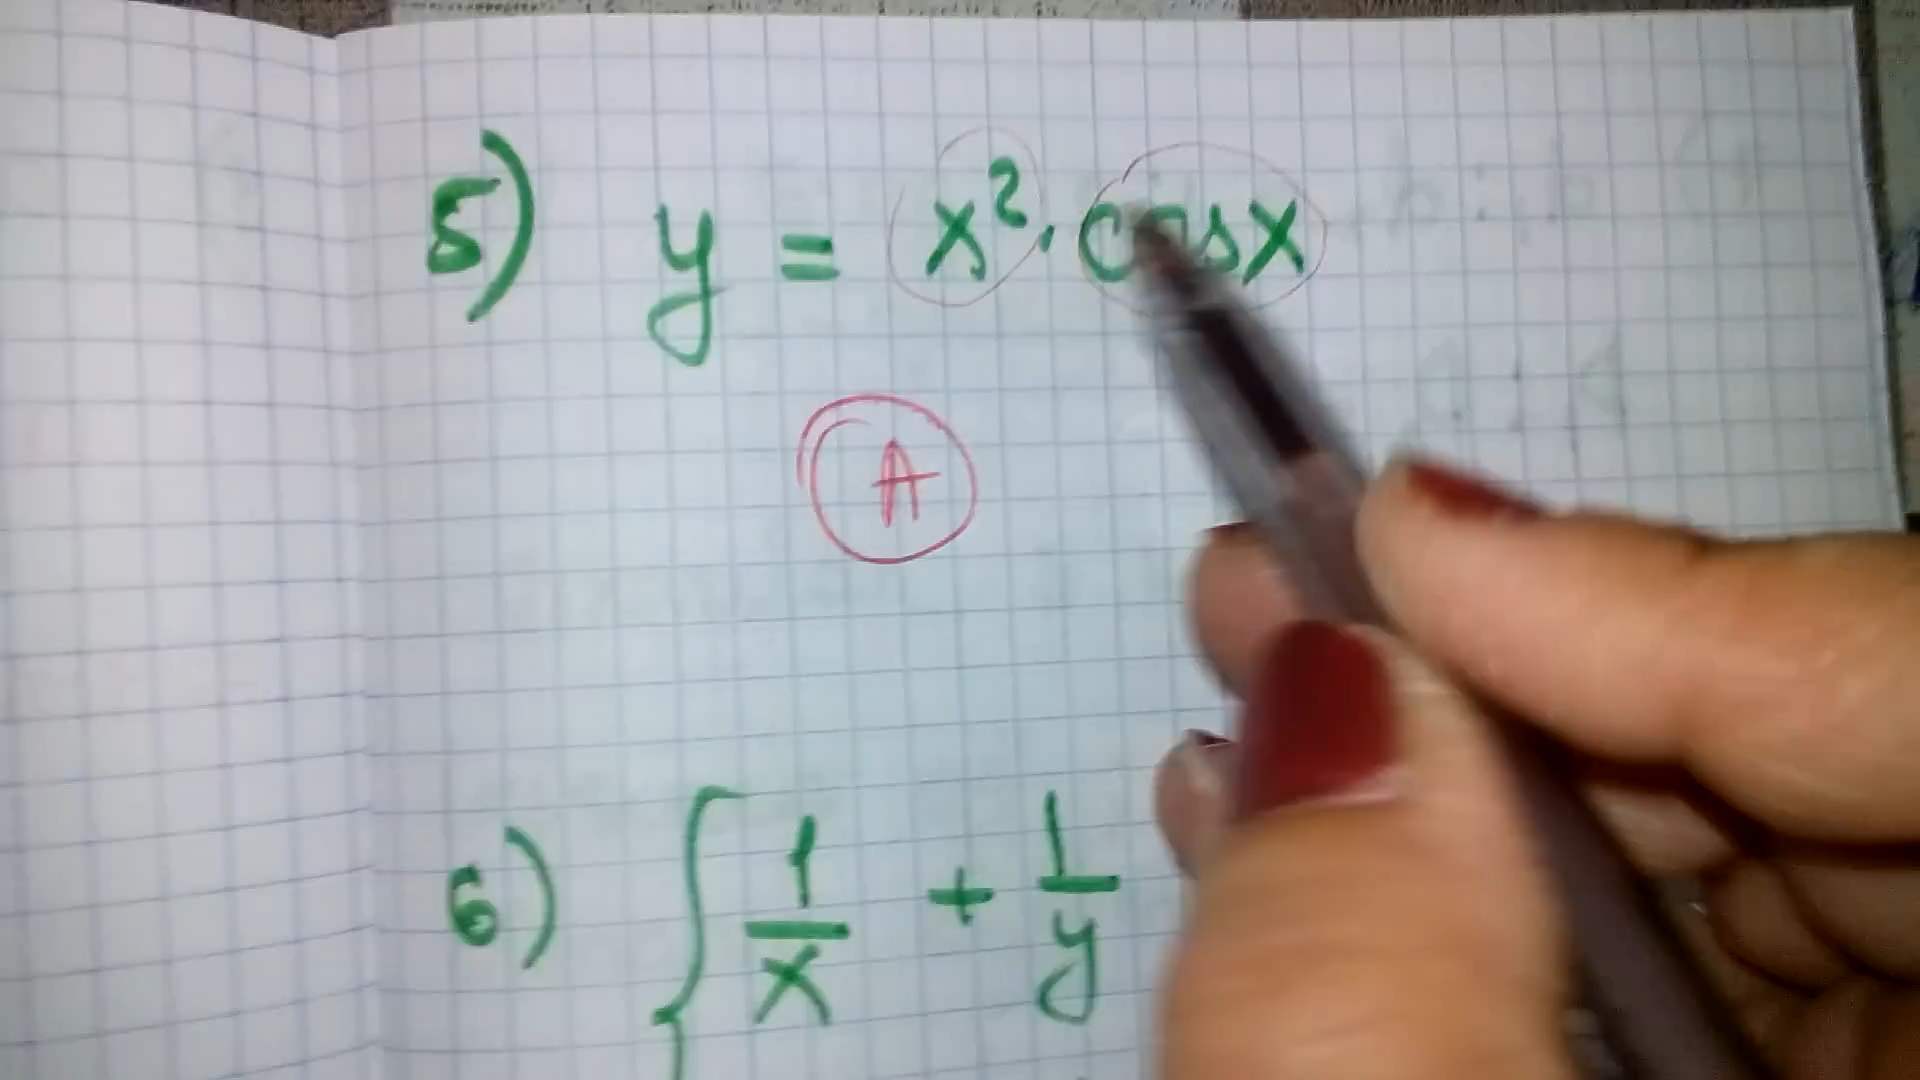 5) y = x² · cosx
A
6) { 1/x + 1/y